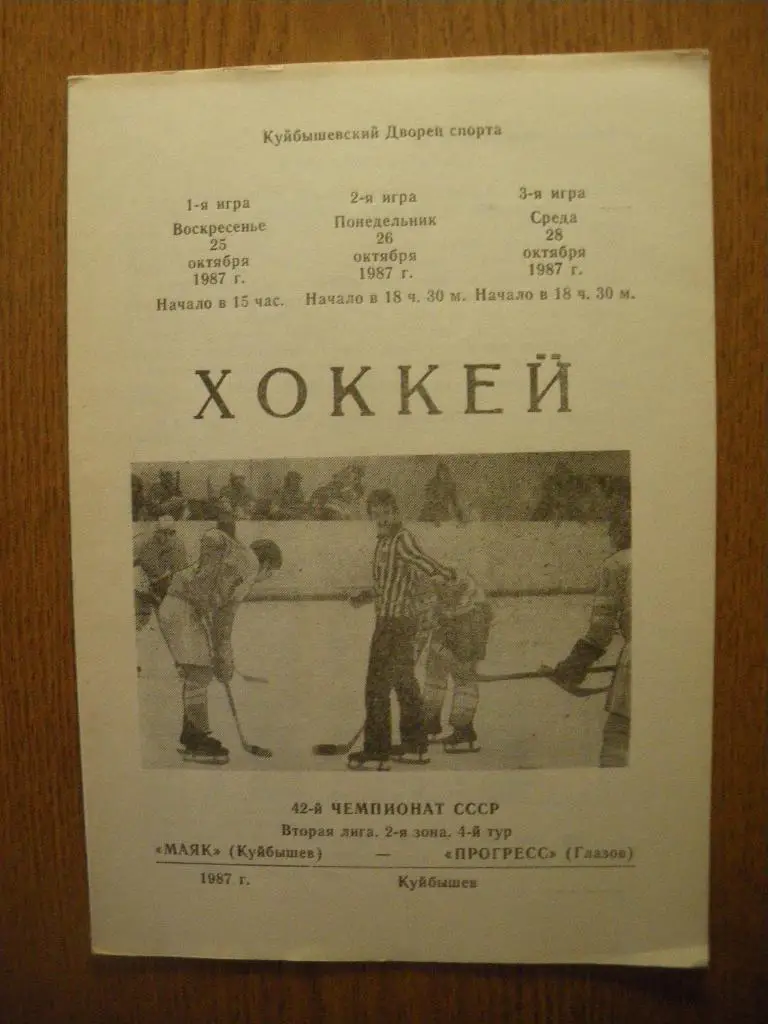 Куйбышевский Дворец спорта
1-я игра
Воскресенье
25
октября
1987 г.
Начало в 15 час.
2-я игра
Понедельник
26
октября
1987 г.
Начало в 18 ч. 30 м.
3-я игра
Среда
28
октября
1987 г.
Начало в 18 ч. 30 м.
ХОККЕЙ
42-й ЧЕМПИОНАТ СССР
Вторая лига. 2-я зона. 4-й тур
«МАЯК» (Куйбышев) — «ПРОГРЕСС» (Глазов)
1987 г. Куйбышев